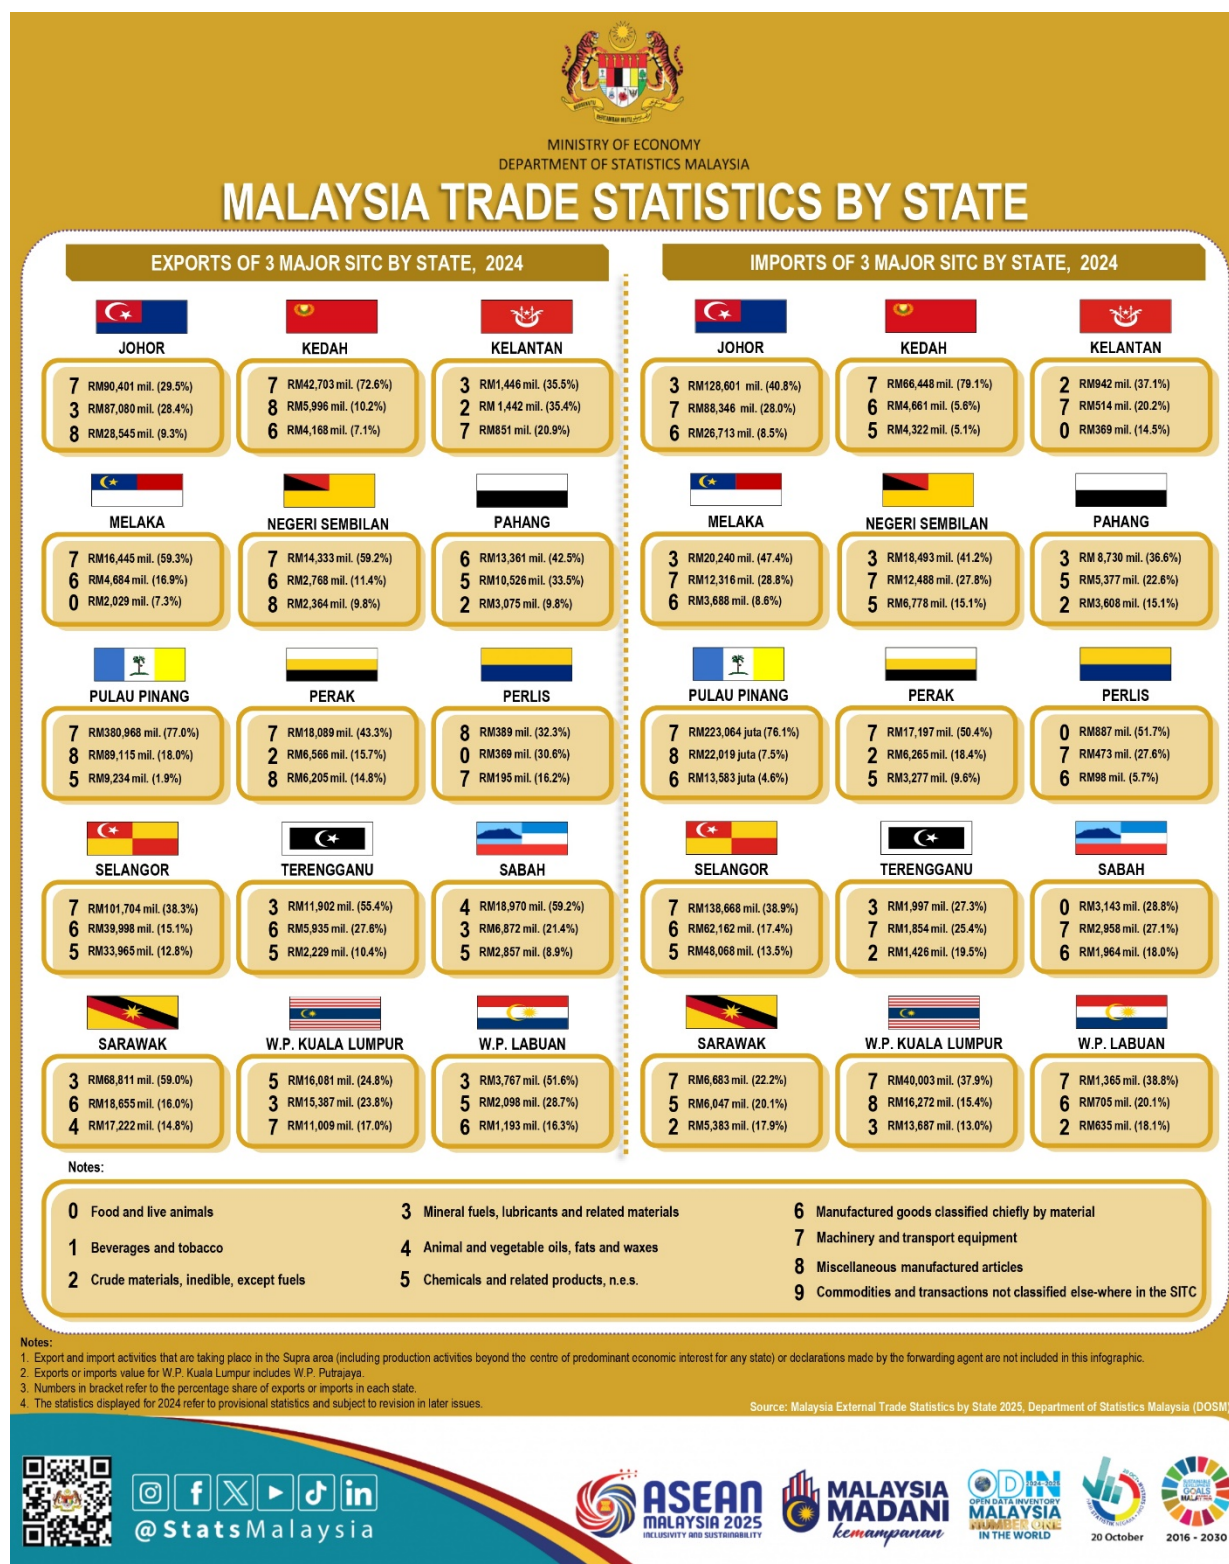 MINISTRY OF ECONOMY
DEPARTMENT OF STATISTICS MALAYSIA
MALAYSIA TRADE STATISTICS BY STATE
EXPORTS OF 3 MAJOR SITC BY STATE, 2024
JOHOR
7 RM90,401 mil. (29.5%)
3 RM87,080 mil. (28.4%)
8 RM28,545 mil. (9.3%)
KEDAH
7 RM42,703 mil. (72.6%)
8 RM5,996 mil. (10.2%)
6 RM4,168 mil. (7.1%)
KELANTAN
3 RM1,446 mil. (35.5%)
2 RM 1,442 mil. (35.4%)
7 RM851 mil. (20.9%)
MELAKA
7 RM16,445 mil. (59.3%)
6 RM4,684 mil. (16.9%)
0 RM2,029 mil. (7.3%)
NEGERI SEMBILAN
7 RM14,333 mil. (59.2%)
6 RM2,768 mil. (11.4%)
8 RM2,364 mil. (9.8%)
PAHANG
6 RM13,361 mil. (42.5%)
5 RM10,526 mil. (33.5%)
2 RM3,075 mil. (9.8%)
PULAU PINANG
7 RM380,968 mil. (77.0%)
8 RM89,115 mil. (18.0%)
5 RM9,234 mil. (1.9%)
PERAK
7 RM18,089 mil. (43.3%)
2 RM6,566 mil. (15.7%)
8 RM6,205 mil. (14.8%)
PERLIS
8 RM389 mil. (32.3%)
0 RM369 mil. (30.6%)
7 RM195 mil. (16.2%)
SELANGOR
7 RM101,704 mil. (38.3%)
6 RM39,998 mil. (15.1%)
5 RM33,965 mil. (12.8%)
TERENGGANU
3 RM11,902 mil. (55.4%)
6 RM5,935 mil. (27.6%)
5 RM2,229 mil. (10.4%)
SABAH
4 RM18,970 mil. (59.2%)
3 RM6,872 mil. (21.4%)
5 RM2,857 mil. (8.9%)
SARAWAK
3 RM68,811 mil. (59.0%)
6 RM18,655 mil. (16.0%)
4 RM17,222 mil. (14.8%)
W.P. KUALA LUMPUR
5 RM16,081 mil. (24.8%)
3 RM15,387 mil. (23.8%)
7 RM11,009 mil. (17.0%)
W.P. LABUAN
3 RM3,767 mil. (51.6%)
5 RM2,098 mil. (28.7%)
6 RM1,193 mil. (16.3%)
IMPORTS OF 3 MAJOR SITC BY STATE, 2024
JOHOR
3 RM128,601 mil. (40.8%)
7 RM88,346 mil. (28.0%)
6 RM26,713 mil. (8.5%)
KEDAH
7 RM66,448 mil. (79.1%)
6 RM4,661 mil. (5.6%)
5 RM4,322 mil. (5.1%)
KELANTAN
2 RM942 mil. (37.1%)
7 RM514 mil. (20.2%)
0 RM369 mil. (14.5%)
MELAKA
3 RM20,240 mil. (47.4%)
7 RM12,316 mil. (28.8%)
6 RM3,688 mil. (8.6%)
NEGERI SEMBILAN
3 RM18,493 mil. (41.2%)
7 RM12,488 mil. (27.8%)
5 RM6,778 mil. (15.1%)
PAHANG
3 RM 8,730 mil. (36.6%)
5 RM5,377 mil. (22.6%)
2 RM3,608 mil. (15.1%)
PULAU PINANG
7 RM223,064 juta (76.1%)
8 RM22,019 juta (7.5%)
6 RM13,583 juta (4.6%)
PERAK
7 RM17,197 mil. (50.4%)
2 RM6,265 mil. (18.4%)
5 RM3,277 mil. (9.6%)
PERLIS
0 RM887 mil. (51.7%)
7 RM473 mil. (27.6%)
6 RM98 mil. (5.7%)
SELANGOR
7 RM138,668 mil. (38.9%)
6 RM62,162 mil. (17.4%)
5 RM48,068 mil. (13.5%)
TERENGGANU
3 RM1,997 mil. (27.3%)
7 RM1,854 mil. (25.4%)
2 RM1,426 mil. (19.5%)
SABAH
0 RM3,143 mil. (28.8%)
7 RM2,958 mil. (27.1%)
6 RM1,964 mil. (18.0%)
SARAWAK
7 RM6,683 mil. (22.2%)
5 RM6,047 mil. (20.1%)
2 RM5,383 mil. (17.9%)
W.P. KUALA LUMPUR
7 RM40,003 mil. (37.9%)
8 RM16,272 mil. (15.4%)
3 RM13,687 mil. (13.0%)
W.P. LABUAN
7 RM1,365 mil. (38.8%)
6 RM705 mil. (20.1%)
2 RM635 mil. (18.1%)
Notes:
0 Food and live animals
1 Beverages and tobacco
2 Crude materials, inedible, except fuels
3 Mineral fuels, lubricants and related materials
4 Animal and vegetable oils, fats and waxes
5 Chemicals and related products, n.e.s.
6 Manufactured goods classified chiefly by material
7 Machinery and transport equipment
8 Miscellaneous manufactured articles
9 Commodities and transactions not classified else-where in the SITC
Notes:
1. Export and import activities that are taking place in the Supra area (including production activities beyond the centre of predominant economic interest for any state) or declarations made by the forwarding agent are not included in this infographic.
2. Exports or imports value for W.P. Kuala Lumpur includes W.P. Putrajaya.
3. Numbers in bracket refer to the percentage share of exports or imports in each state.
4. The statistics displayed for 2024 refer to provisional statistics and subject to revision in later issues.
Source: Malaysia External Trade Statistics by State 2025, Department of Statistics Malaysia (DOSM)
@StatsMalaysia
ASEAN
MALAYSIA 2025
INCLUSIVITY AND SUSTAINABILITY
MALAYSIA
MADANI
kemampanan
ODIN
2024-2025
OPEN DATA INVENTORY
MALAYSIA
NUMBER ONE
IN THE WORLD
20 October
SUSTAINABLE
DEVELOPMENT
GOALS
MALAYSIA
2016 - 2030